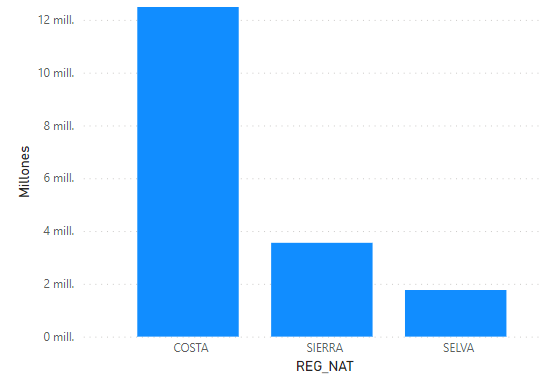 12 mill.
10 mill.
8 mill.
6 mill.
4 mill.
2 mill.
0 mill.
Millones
COSTA
SIERRA
SELVA
REG_NAT